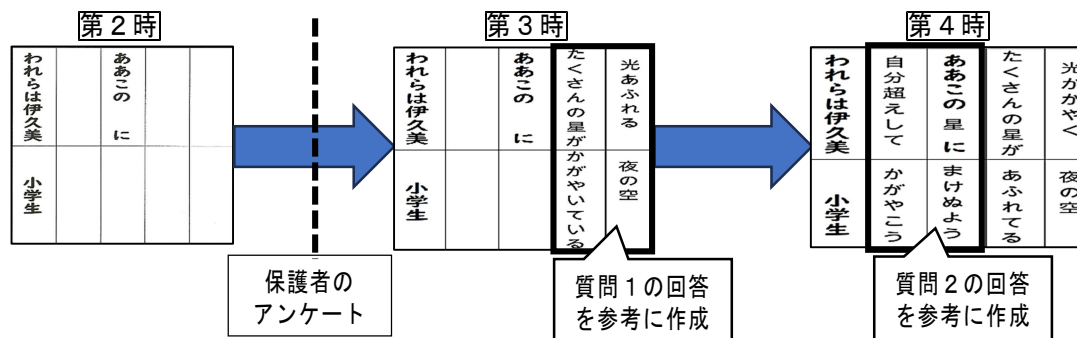 第2時
ああこの　に
われらは伊久美　小学生
保護者の
アンケート
第3時
光あふれる　夜の空
たくさんの星が　かがやいている
ああこの　に
われらは伊久美　小学生
質問1の回答
を参考に作成
第4時
光かがやく　夜の空
たくさんの星が　あふれてる
ああこの星に　まけぬよう
自分超えして　かがやこう
われらは伊久美　小学生
質問2の回答
を参考に作成